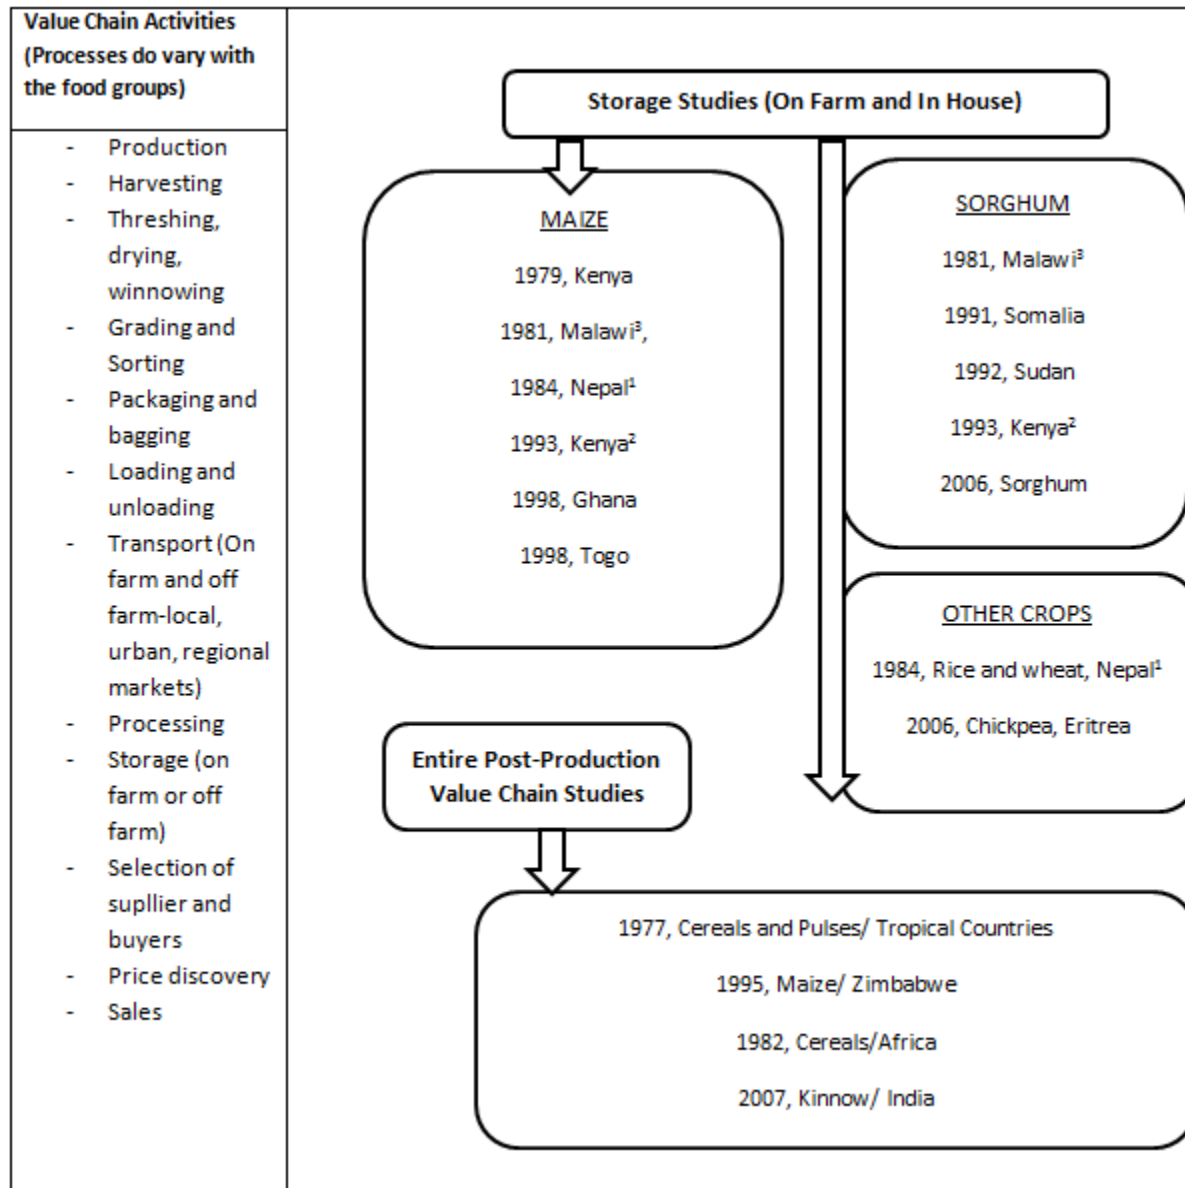 Value Chain Activities
(Processes do vary with
the food groups)
- Production
- Harvesting
- Threshing,
drying,
winnowing
- Grading and
Sorting
- Packaging and
bagging
- Loading and
unloading
- Transport (On
farm and off
farm-local,
urban, regional
markets)
- Processing
- Storage (on
farm or off
farm)
- Selection of
supllier and
buyers
- Price discovery
- Sales
Storage Studies (On Farm and In House)
MAIZE
1979, Kenya
1981, Malawi³,
1984, Nepal¹
1993, Kenya²
1998, Ghana
1998, Togo
SORGHUM
1981, Malawi³
1991, Somalia
1992, Sudan
1993, Kenya²
2006, Sorghum
OTHER CROPS
1984, Rice and wheat, Nepal¹
2006, Chickpea, Eritrea
Entire Post-Production
Value Chain Studies
1977, Cereals and Pulses/ Tropical Countries
1995, Maize/ Zimbabwe
1982, Cereals/Africa
2007, Kinnow/ India